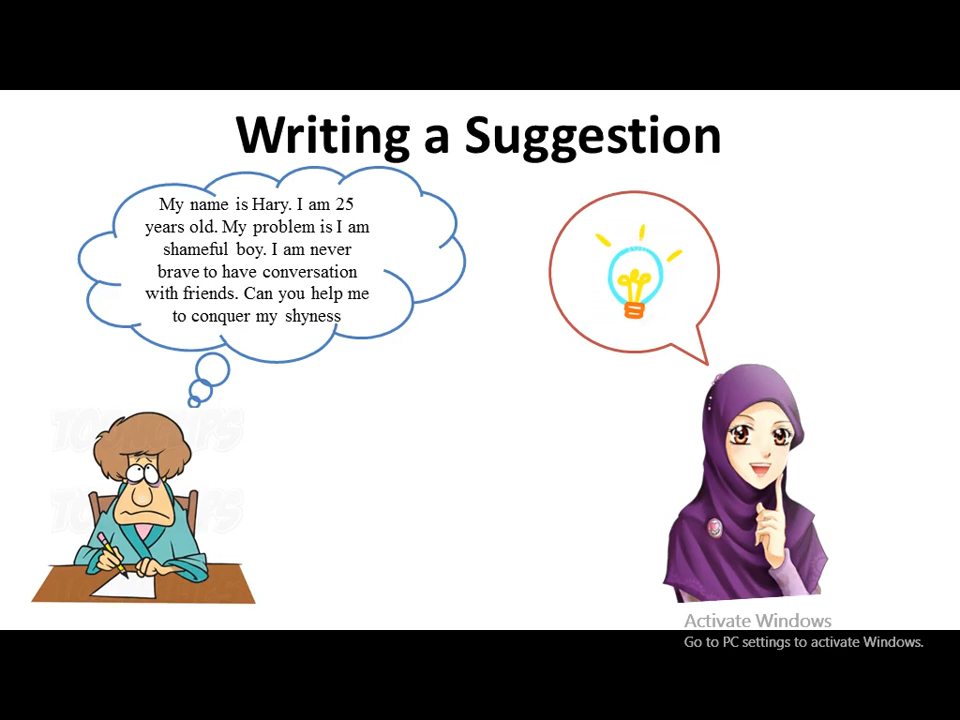 Writing a Suggestion
My name is Hary. I am 25
years old. My problem is I am
shameful boy. I am never
brave to have conversation
with friends. Can you help me
to conquer my shyness
Activate Windows
Go to PC settings to activate Windows.